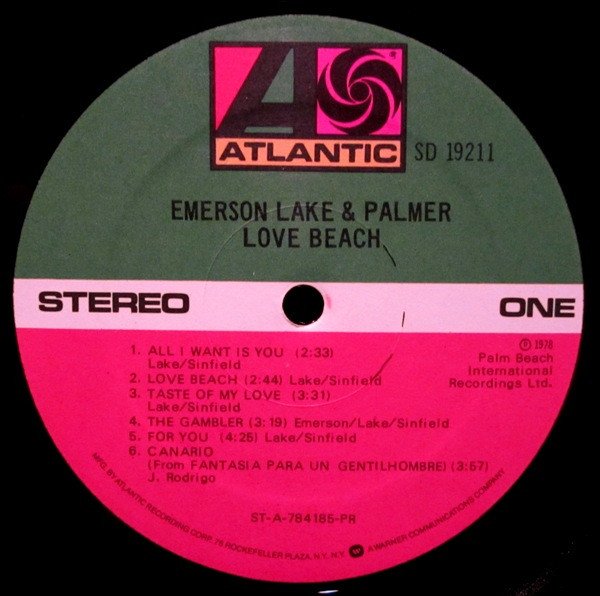 ATLANTIC SD 19211
EMERSON LAKE & PALMER
LOVE BEACH
STEREO ONE
1. ALL I WANT IS YOU (2:33)
Lake/Sinfield
2. LOVE BEACH (2:44) Lake/Sinfield
3. TASTE OF MY LOVE (3:31)
Lake/Sinfield
4. THE GAMBLER (3:19) Emerson/Lake/Sinfield
5. FOR YOU (4:25) Lake/Sinfield
6. CANARIO
(From FANTASIA PARA UN GENTILHOMBRE) (3:57)
J. Rodrigo
℗ 1978
Palm Beach
International
Recordings Ltd.
ST-A-784185-PR
MFG. BY ATLANTIC RECORDING CORP. 75 ROCKEFELLER PLAZA, N.Y. N.Y. A WARNER COMMUNICATIONS COMPANY